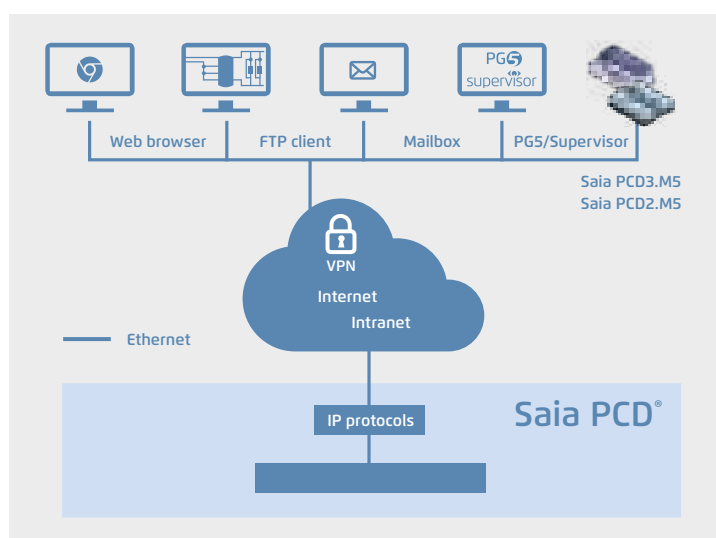 PG5
supervisor
Web browser
FTP client
Mailbox
PG5/Supervisor
Saia PCD3.M5
Saia PCD2.M5
VPN
Internet
Intranet
Ethernet
IP protocols
Saia PCD®